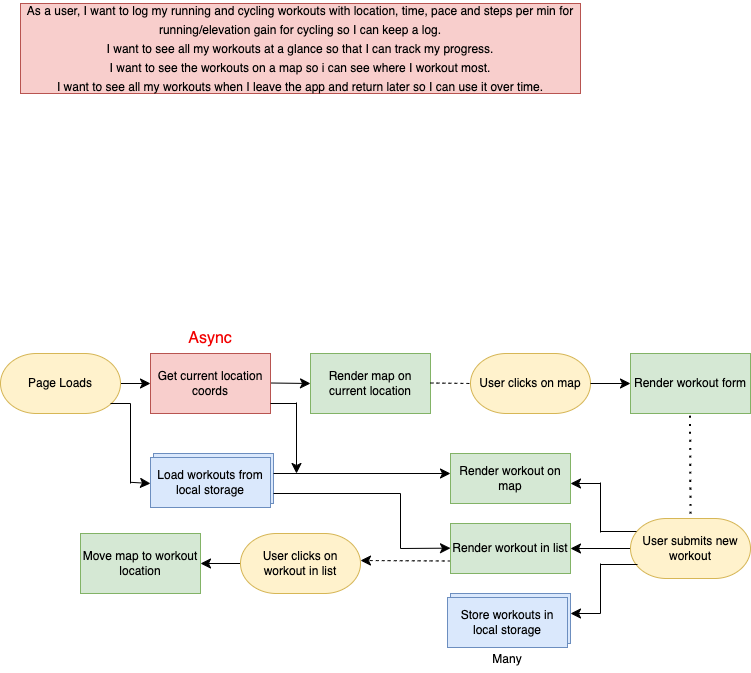 As a user, I want to log my running and cycling workouts with location, time, pace and steps per min for
running/elevation gain for cycling so I can keep a log.
I want to see all my workouts at a glance so that I can track my progress.
I want to see the workouts on a map so i can see where I workout most.
I want to see all my workouts when I leave the app and return later so I can use it over time.
Async
Page Loads
Get current location
coords
Render map on
current location
User clicks on map
Render workout form
Load workouts from
local storage
Render workout on
map
User submits new
workout
Move map to workout
location
User clicks on
workout in list
Render workout in list
Store workouts in
local storage
Many